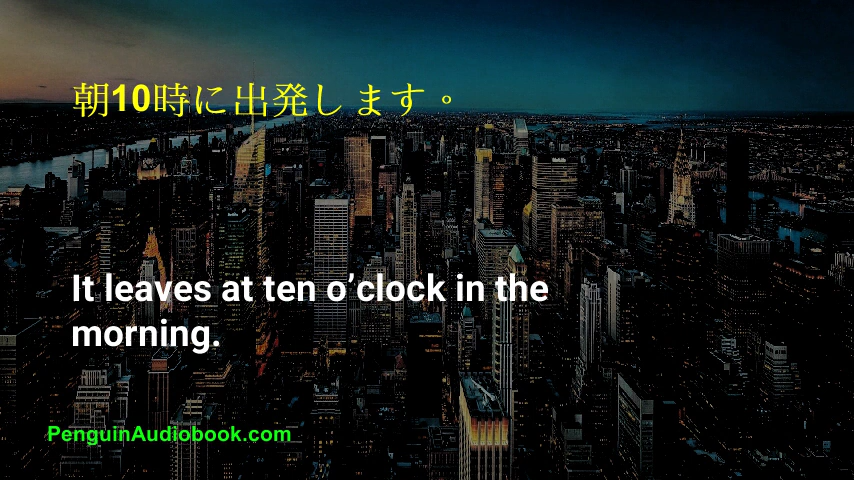 朝10時に出発します。
It leaves at ten o’clock in the
morning.
PenguinAudiobook.com